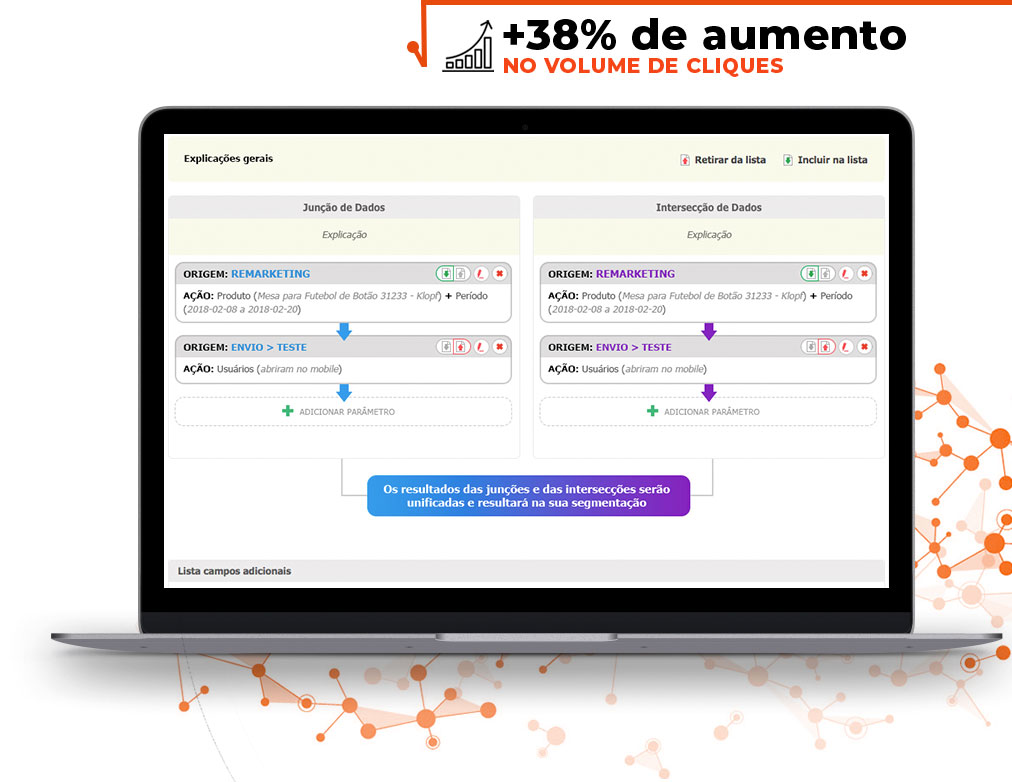 +38% de aumento
NO VOLUME DE CLIQUES
Explicações gerais
Retirar da lista
Incluir na lista
Junção de Dados
Explicação
ORIGEM: REMARKETING
AÇÃO: Produto (Mesa para Futebol de Botão 31233 - Klopf) + Período
(2018-02-08 a 2018-02-20)
ORIGEM: ENVIO > TESTE
AÇÃO: Usuários (abriram no mobile)
ADICIONAR PARÂMETRO
Intersecção de Dados
Explicação
ORIGEM: REMARKETING
AÇÃO: Produto (Mesa para Futebol de Botão 31233 - Klopf) + Período
(2018-02-08 a 2018-02-20)
ORIGEM: ENVIO > TESTE
AÇÃO: Usuários (abriram no mobile)
ADICIONAR PARÂMETRO
Os resultados das junções e das intersecções serão
unificadas e resultará na sua segmentação
Lista campos adicionais